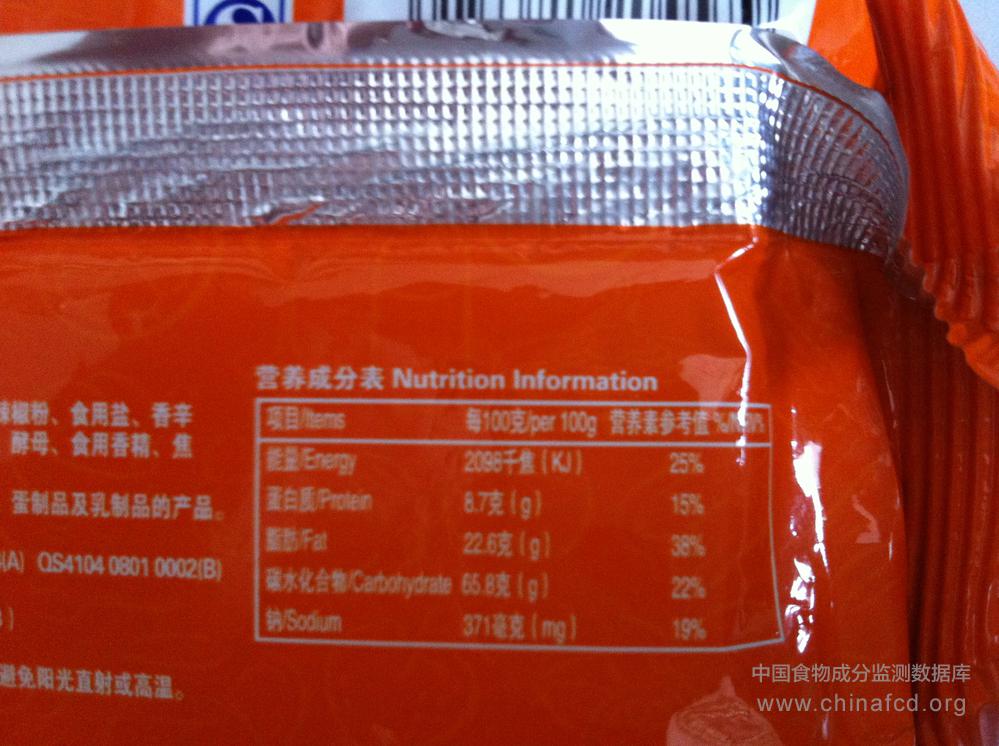 营养成分表 Nutrition Information
项目/Items 每100克/per 100g 营养素参考值%/NRV%
能量/Energy 2098千焦(KJ) 25%
蛋白质/Protein 8.7克(g) 15%
脂肪/Fat 22.6克(g) 38%
碳水化合物/Carbohydrate 65.8克(g) 22%
钠/Sodium 371毫克(mg) 19%
辣椒粉、食用盐、香辛
酵母、食用香精、焦
蛋制品及乳制品的产品。
(A) QS4104 0801 0002(B)
)
避免阳光直射或高温。
中国食物成分监测数据库
www.chinafcd.org